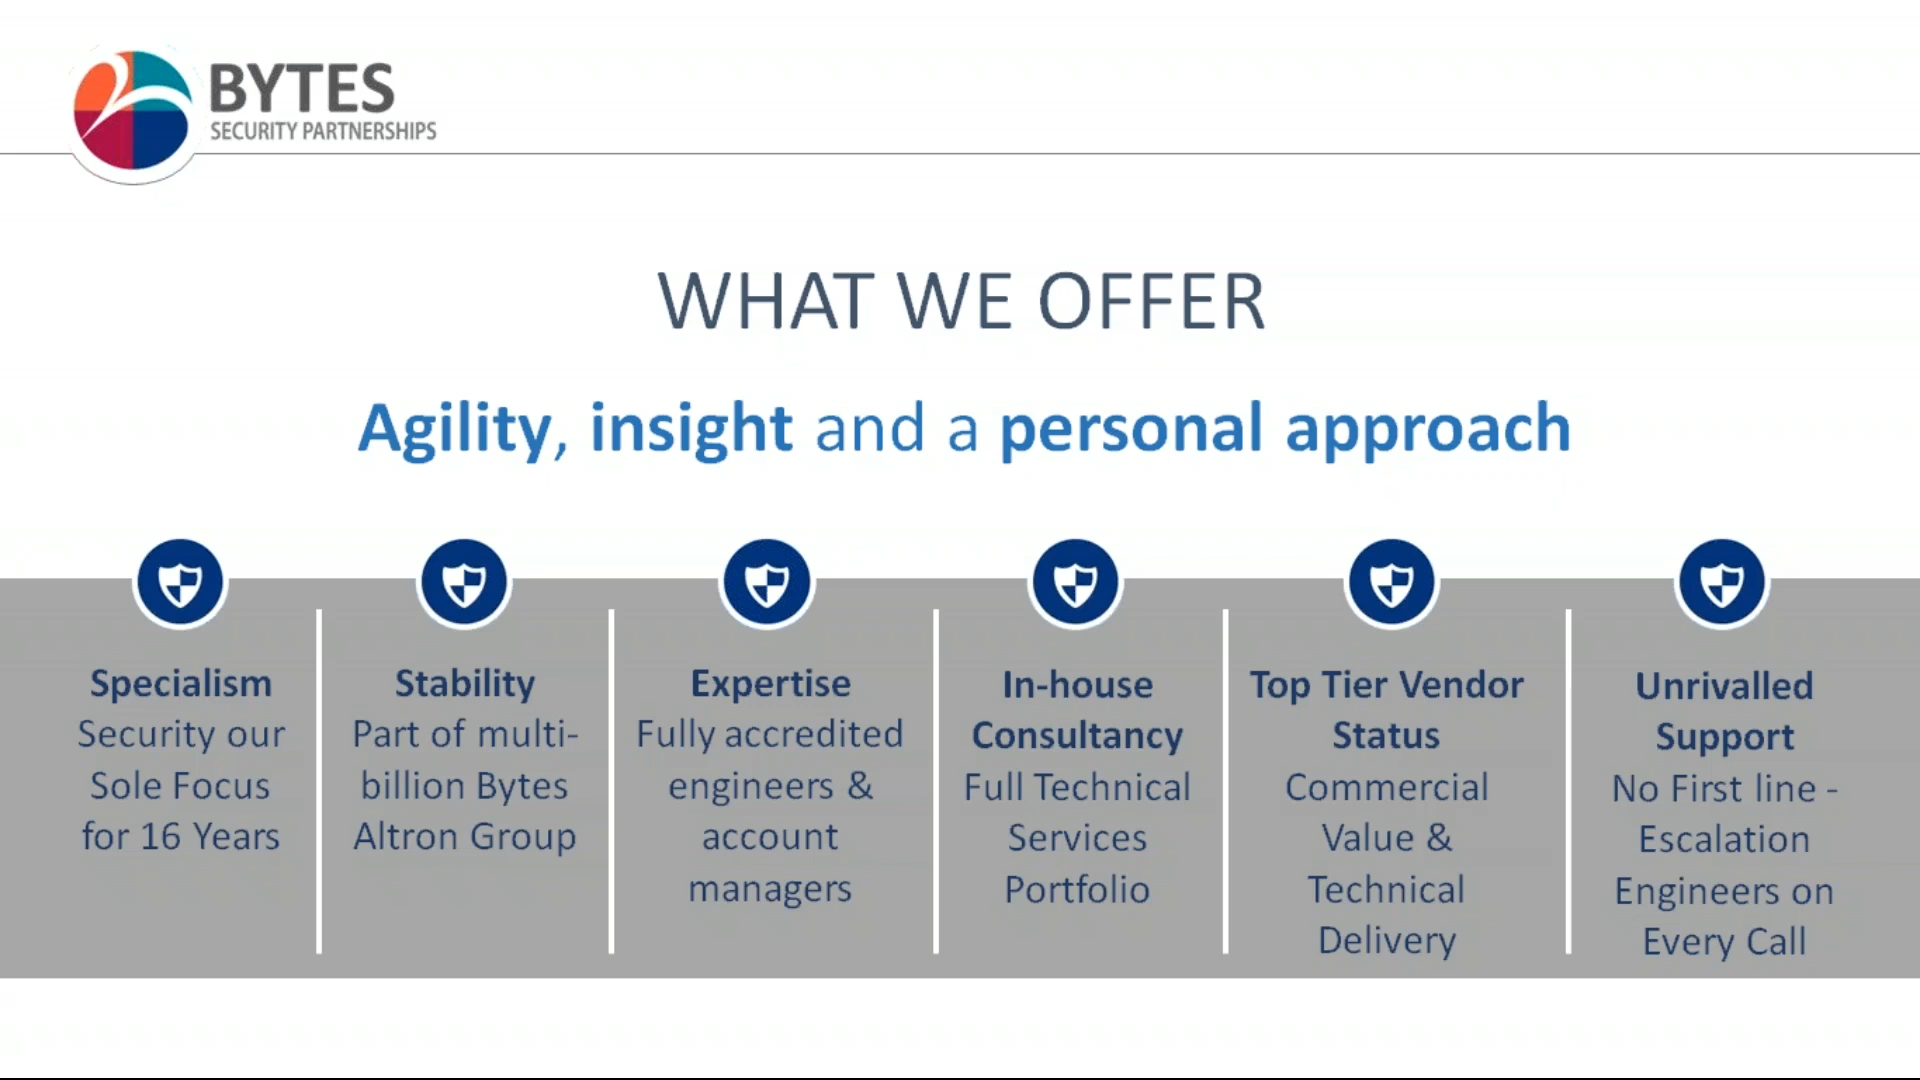 BYTES
SECURITY PARTNERSHIPS
WHAT WE OFFER
Agility, insight and a personal approach
Specialism
Security our
Sole Focus
for 16 Years
Stability
Part of multi-
billion Bytes
Altron Group
Expertise
Fully accredited
engineers &
account
managers
In-house
Consultancy
Full Technical
Services
Portfolio
Top Tier Vendor
Status
Commercial
Value &
Technical
Delivery
Unrivalled
Support
No First line -
Escalation
Engineers on
Every Call